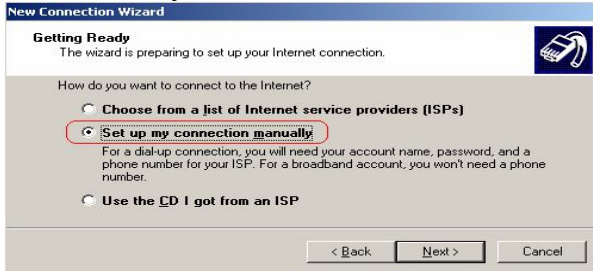 New Connection Wizard
Getting Ready
The wizard is preparing to set up your Internet connection.
How do you want to connect to the Internet?
Choose from a list of Internet service providers (ISPs)
Set up my connection manually
For a dial-up connection, you will need your account name, password, and a
phone number for your ISP. For a broadband account, you won't need a phone
number.
Use the CD I got from an ISP
< Back Next > Cancel